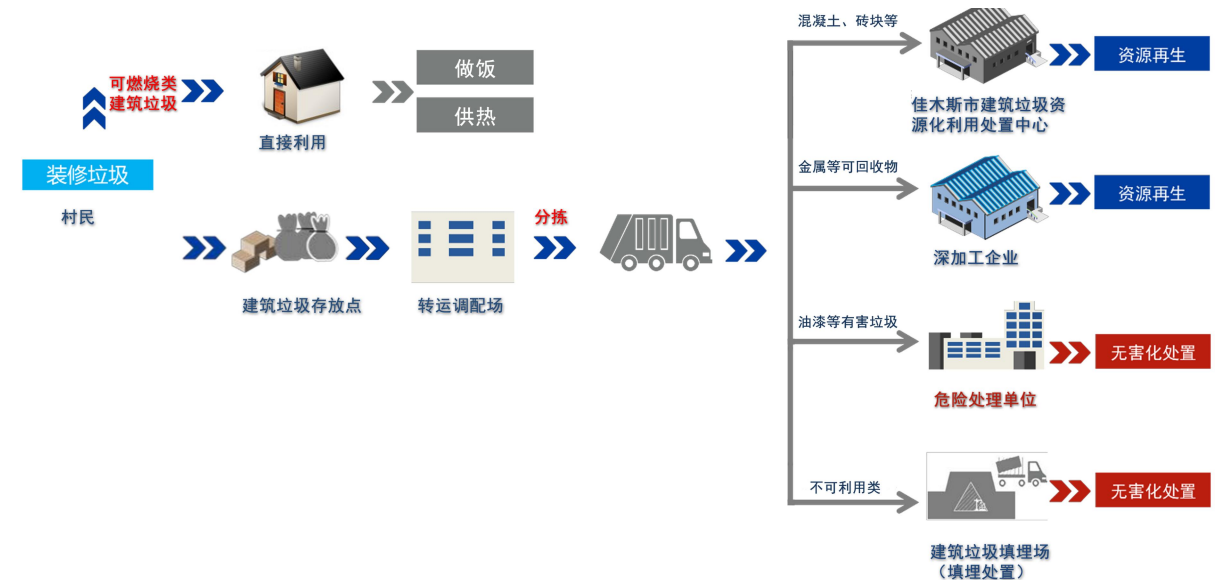 可燃烧类
建筑垃圾
直接利用
做饭
供热
装修垃圾
村民
建筑垃圾存放点
转运调配场
分拣
混凝土、砖块等
佳木斯市建筑垃圾资
源化利用处置中心
资源再生
金属等可回收物
深加工企业
资源再生
油漆等有害垃圾
危险处理单位
无害化处置
不可利用类
建筑垃圾填埋场
（填埋处置）
无害化处置